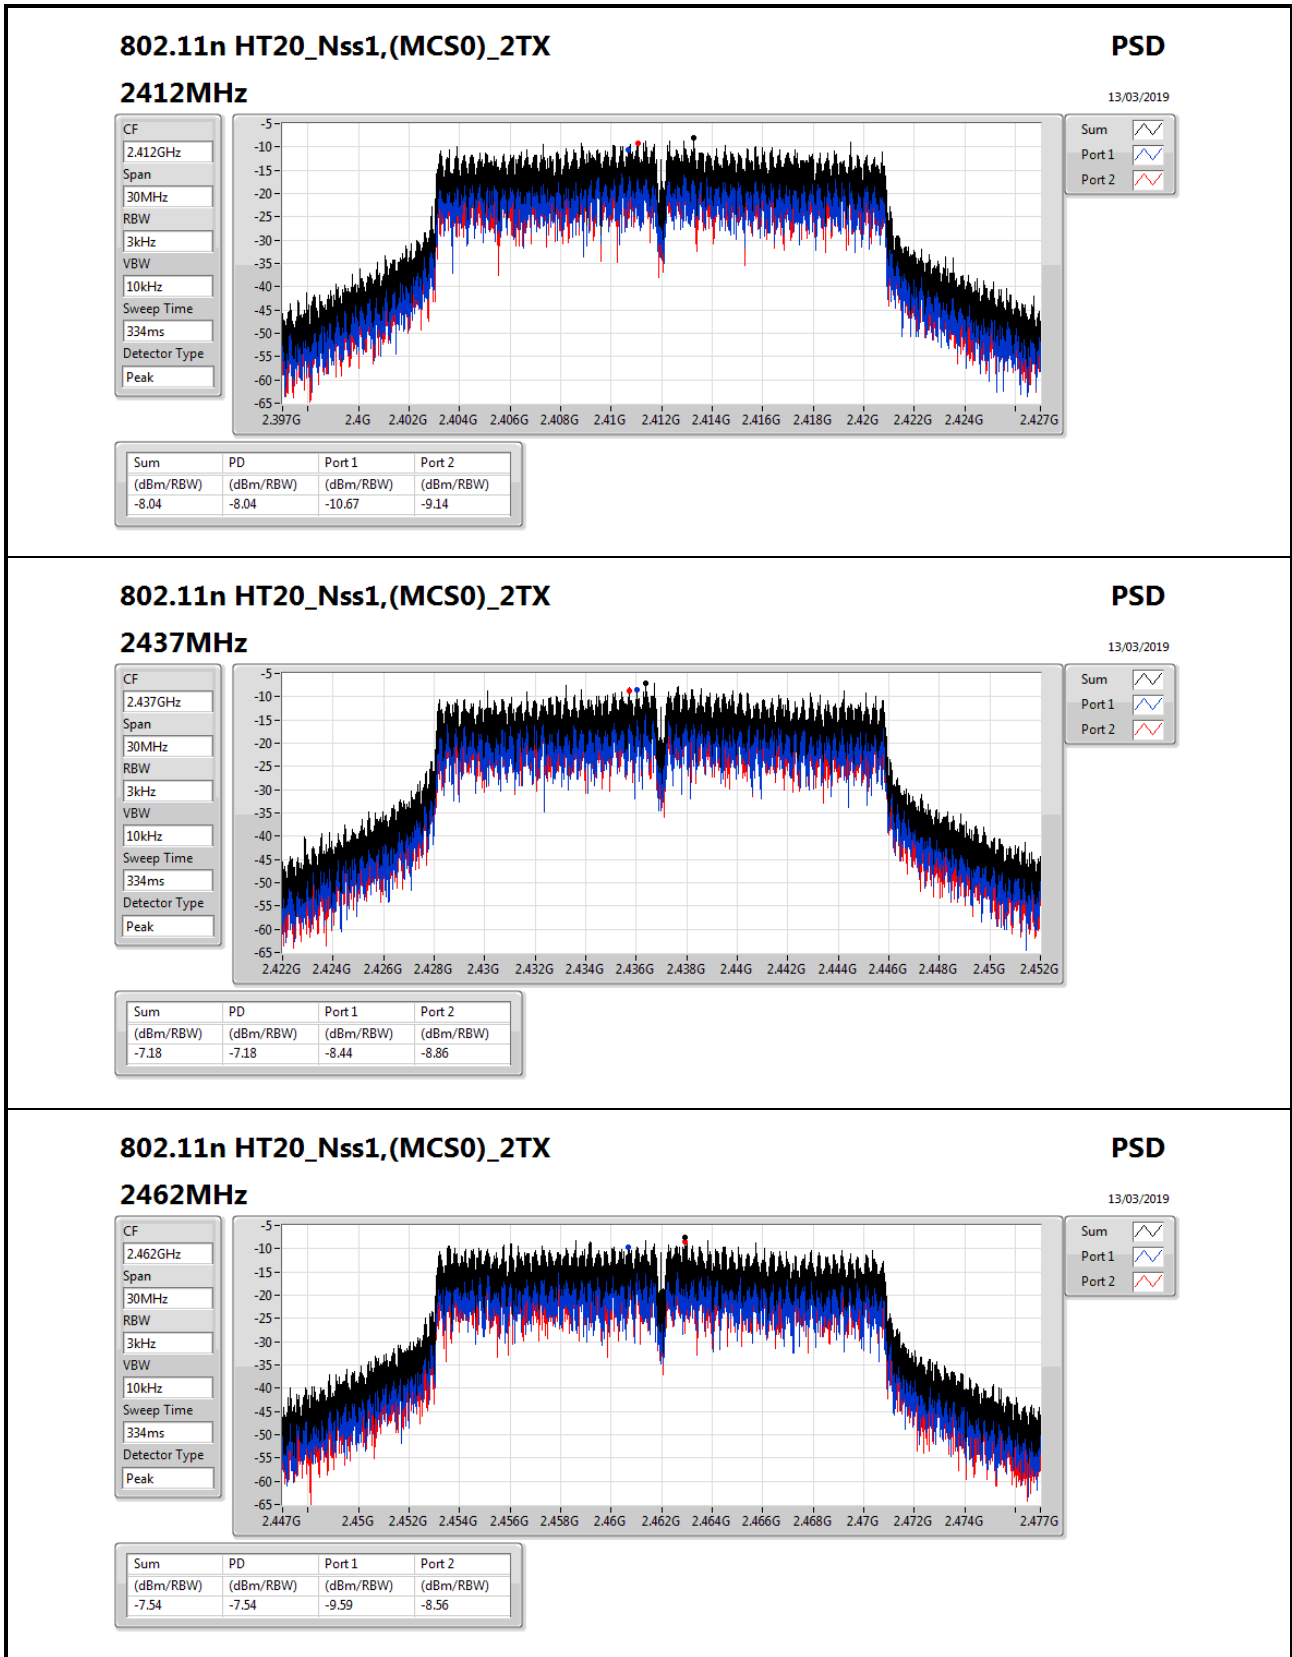 802.11n HT20_Nss1,(MCS0)_2TX PSD
2412MHz 13/03/2019
CF
2.412GHz
Span
30MHz
RBW
3kHz
VBW
10kHz
Sweep Time
334ms
Detector Type
Peak
-5
-10
-15
-20
-25
-30
-35
-40
-45
-50
-55
-60
-65
2.397G 2.4G 2.402G 2.404G 2.406G 2.408G 2.41G 2.412G 2.414G 2.416G 2.418G 2.42G 2.422G 2.424G 2.427G
Sum
Port 1
Port 2
Sum PD Port 1 Port 2
(dBm/RBW) (dBm/RBW) (dBm/RBW) (dBm/RBW)
-8.04 -8.04 -10.67 -9.14
802.11n HT20_Nss1,(MCS0)_2TX PSD
2437MHz 13/03/2019
CF
2.437GHz
Span
30MHz
RBW
3kHz
VBW
10kHz
Sweep Time
334ms
Detector Type
Peak
-5
-10
-15
-20
-25
-30
-35
-40
-45
-50
-55
-60
-65
2.422G 2.424G 2.426G 2.428G 2.43G 2.432G 2.434G 2.436G 2.438G 2.44G 2.442G 2.444G 2.446G 2.448G 2.45G 2.452G
Sum
Port 1
Port 2
Sum PD Port 1 Port 2
(dBm/RBW) (dBm/RBW) (dBm/RBW) (dBm/RBW)
-7.18 -7.18 -8.44 -8.86
802.11n HT20_Nss1,(MCS0)_2TX PSD
2462MHz 13/03/2019
CF
2.462GHz
Span
30MHz
RBW
3kHz
VBW
10kHz
Sweep Time
334ms
Detector Type
Peak
-5
-10
-15
-20
-25
-30
-35
-40
-45
-50
-55
-60
-65
2.447G 2.45G 2.452G 2.454G 2.456G 2.458G 2.46G 2.462G 2.464G 2.466G 2.468G 2.47G 2.472G 2.474G 2.477G
Sum
Port 1
Port 2
Sum PD Port 1 Port 2
(dBm/RBW) (dBm/RBW) (dBm/RBW) (dBm/RBW)
-7.54 -7.54 -9.59 -8.56